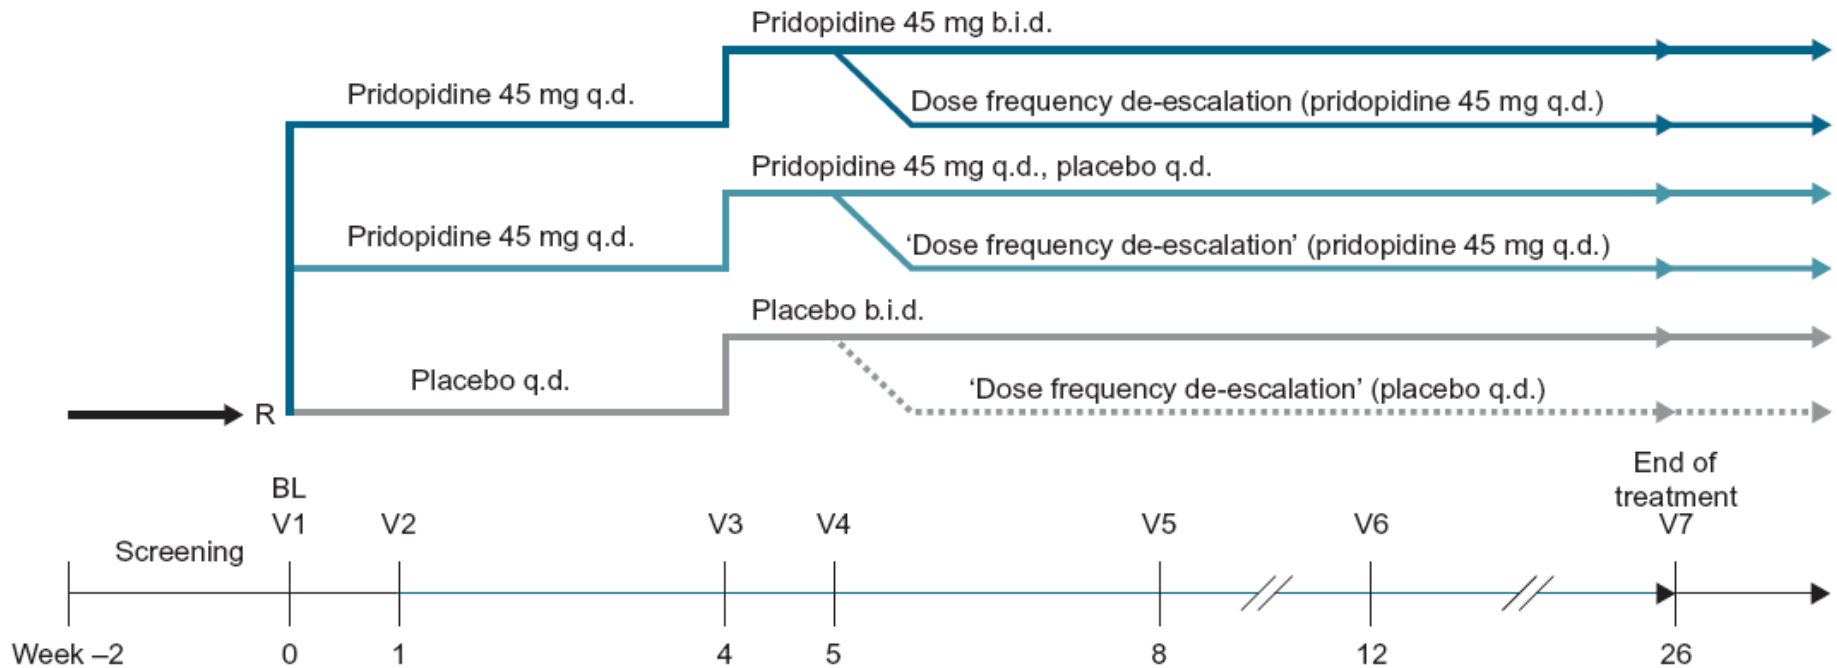 Pridopidine 45 mg b.i.d.
Pridopidine 45 mg q.d.
Dose frequency de-escalation (pridopidine 45 mg q.d.)
Pridopidine 45 mg q.d., placebo q.d.
Pridopidine 45 mg q.d.
‘Dose frequency de-escalation’ (pridopidine 45 mg q.d.)
Placebo b.i.d.
Placebo q.d.
‘Dose frequency de-escalation’ (placebo q.d.)
R
End of
treatment
BL
V1 V2 V3 V4 V5 V6 V7
Screening
Week –2 0 1 4 5 8 12 26